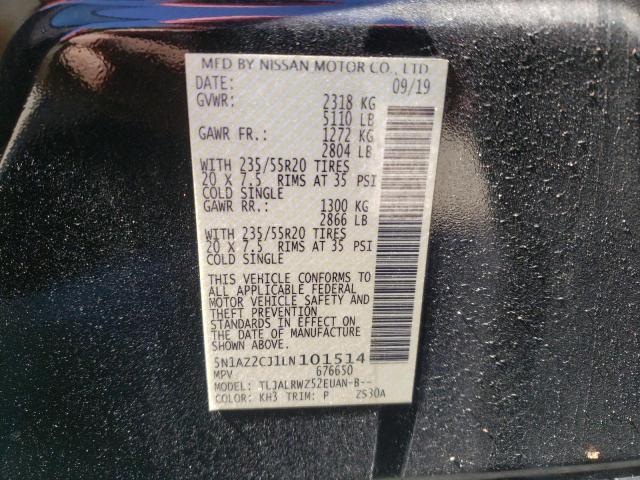 MFD BY NISSAN MOTOR CO., LTD.
DATE: 09/19
GVWR: 2318 KG
5110 LB
GAWR FR.: 1272 KG
2804 LB
WITH 235/55R20 TIRES
20 X 7.5 RIMS AT 35 PSI
COLD SINGLE
GAWR RR.: 1300 KG
2866 LB
WITH 235/55R20 TIRES
20 X 7.5 RIMS AT 35 PSI
COLD SINGLE
THIS VEHICLE CONFORMS TO
ALL APPLICABLE FEDERAL
MOTOR VEHICLE SAFETY AND
THEFT PREVENTION
STANDARDS IN EFFECT ON
THE DATE OF MANUFACTURE
SHOWN ABOVE.
5N1AZ2CJ1LN101514
MPV 676650
MODEL: TLJALRWZ52EUAN-B--
COLOR: KH3 TRIM: P ZS30A